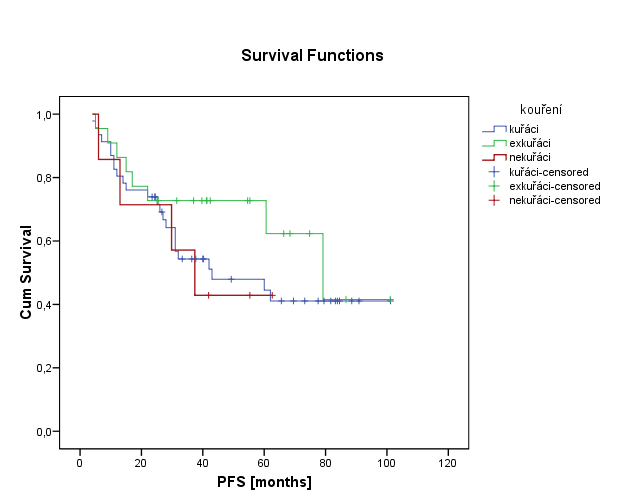 Survival Functions
kouření
kuřáci
exkuřáci
nekuřáci
kuřáci-censored
exkuřáci-censored
nekuřáci-censored
Cum Survival
1,0
0,8
0,6
0,4
0,2
0,0
0 20 40 60 80 100 120
PFS [months]